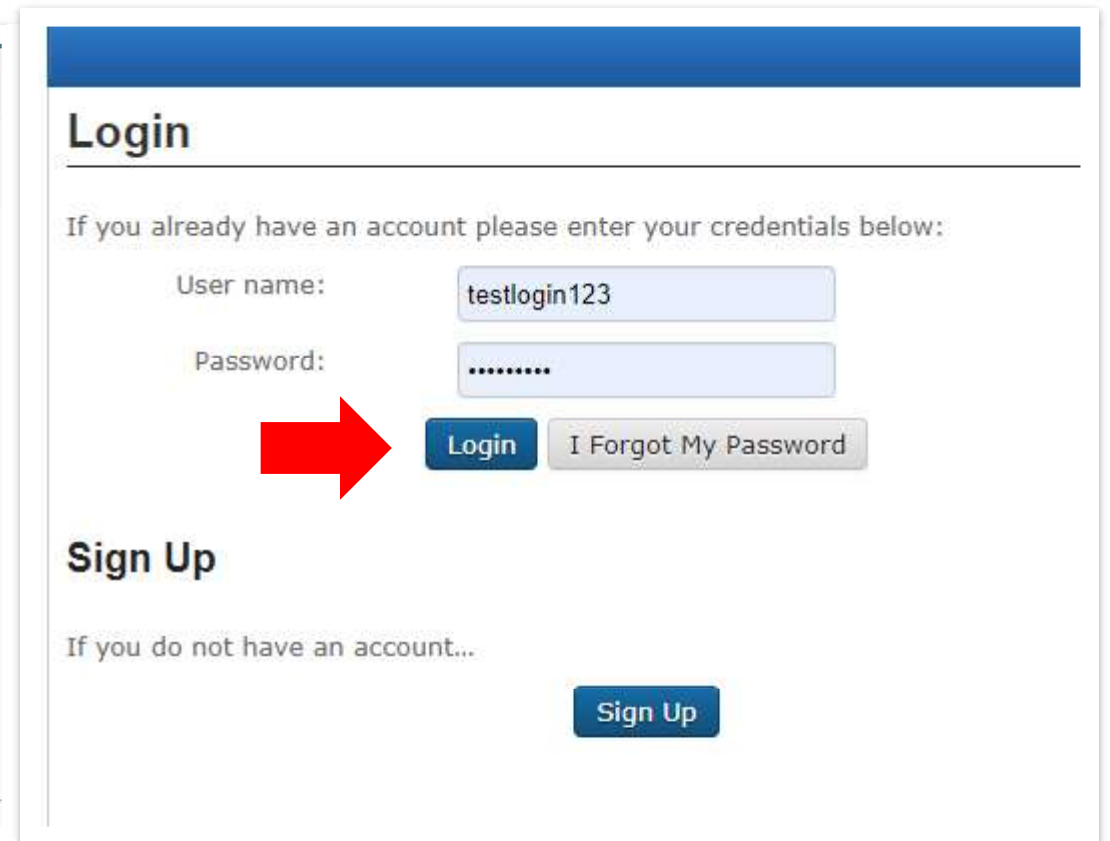 Login
If you already have an account please enter your credentials below:
User name:
testlogin123
Password:
•••••••••
Login
I Forgot My Password
Sign Up
If you do not have an account...
Sign Up